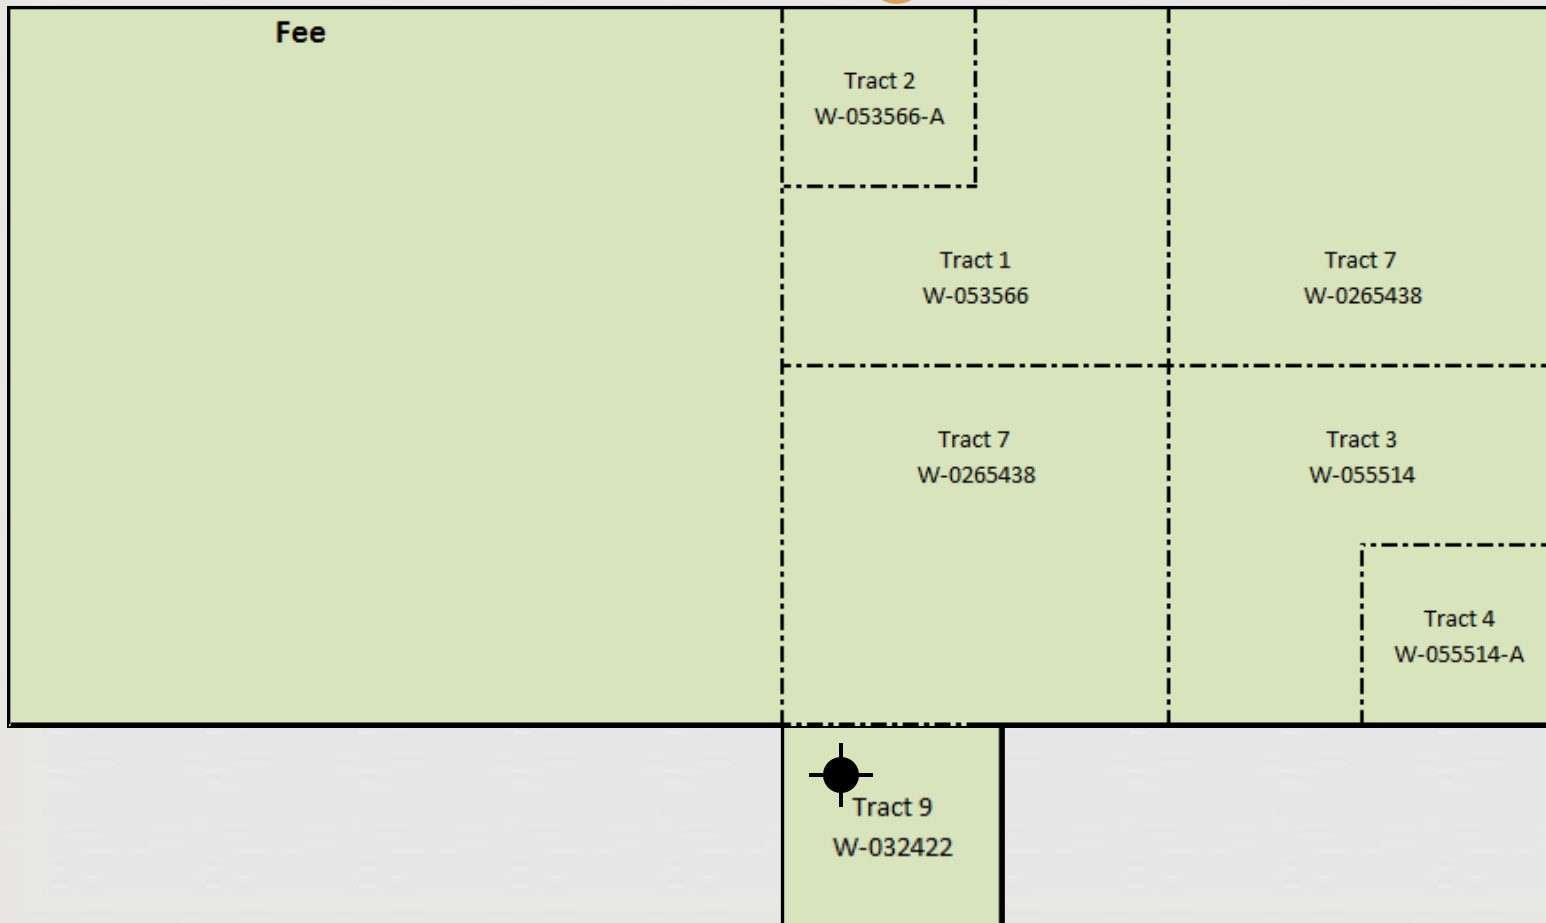 Fee
Tract 2
W-053566-A
Tract 1
W-053566
Tract 7
W-0265438
Tract 7
W-0265438
Tract 3
W-055514
Tract 4
W-055514-A
Tract 9
W-032422